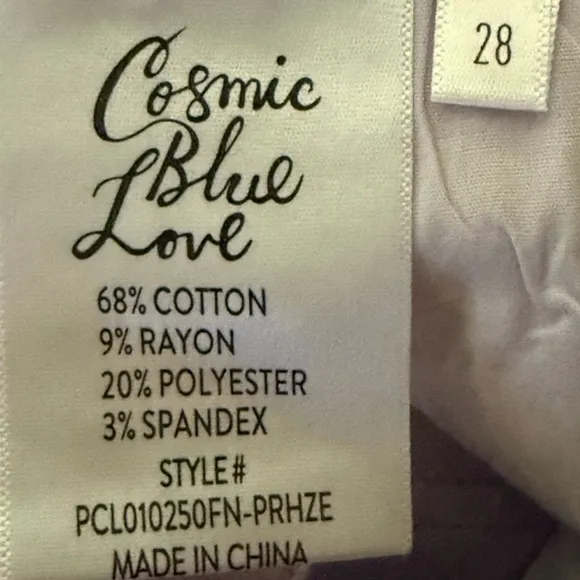 Cosmic
Blue
Love
68% COTTON
9% RAYON
20% POLYESTER
3% SPANDEX
STYLE#
PCL010250FN-PRHZE
MADE IN CHINA
28